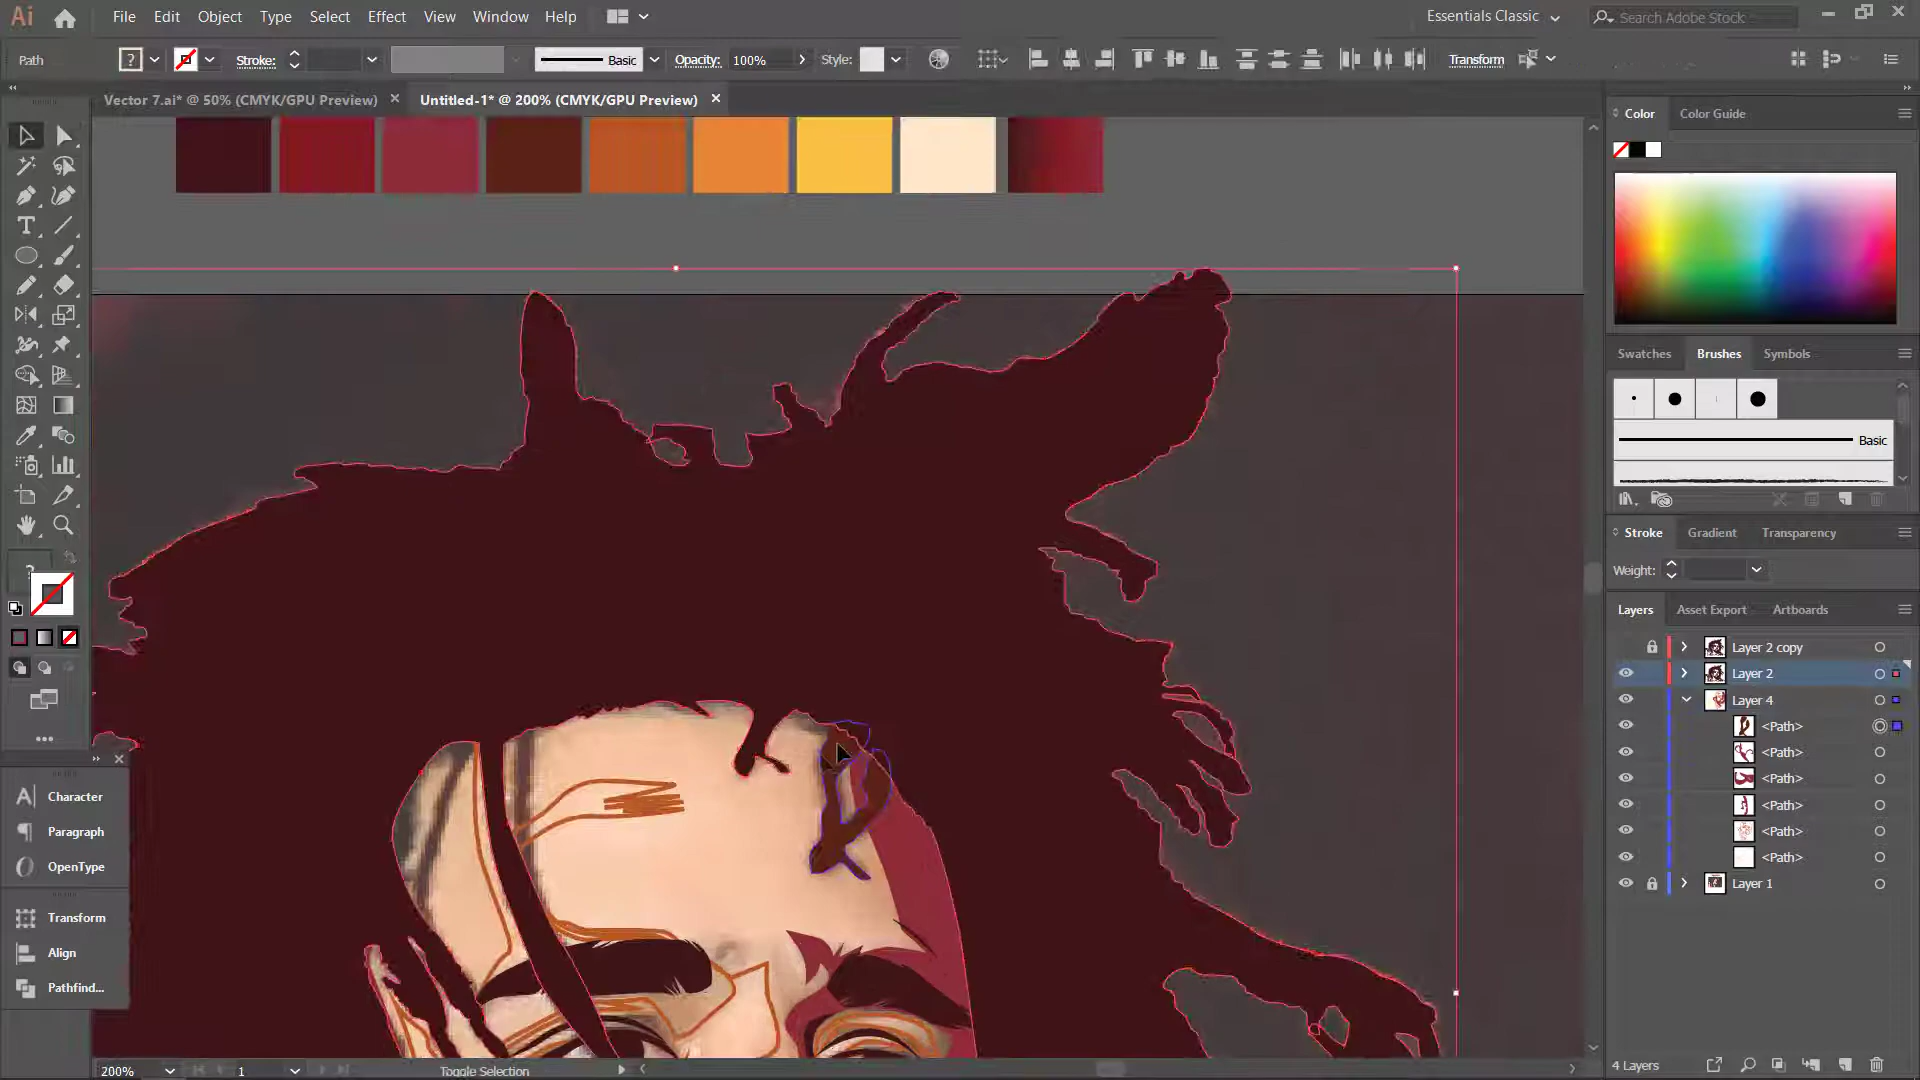 Ai File Edit Object Type Select Effect View Window Help Essentials Classic Search Adobe Stock
Path ? Stroke: Basic Opacity: 100% Style: Transform
Vector 7.ai* @ 50% (CMYK/GPU Preview) × Untitled-1* @ 200% (CMYK/GPU Preview) ×
Color Color Guide
Swatches Brushes Symbols
Basic
Stroke Gradient Transparency
Weight:
Layers Asset Export Artboards
Layer 2 copy
Layer 2
Layer 4
<Path>
<Path>
<Path>
<Path>
<Path>
<Path>
Layer 1
Character
Paragraph
OpenType
Transform
Align
Pathfind...
200% 1 Toggle Selection 4 Layers